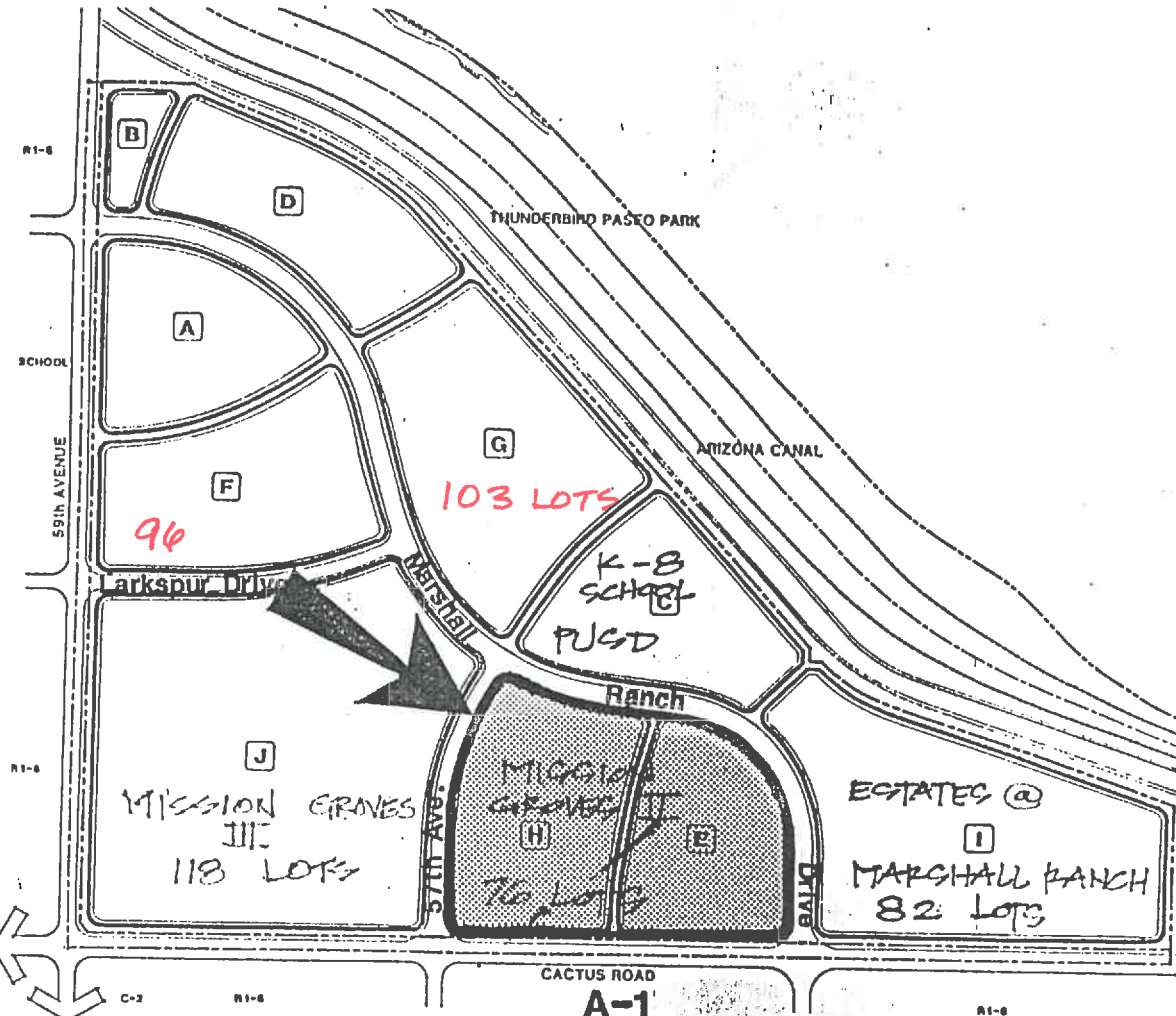 B
R1-6
D
THUNDERBIRD PASEO PARK
A
SCHOOL
59th AVENUE
G
103 LOTS
ARIZONA CANAL
F
96
Larkspur Drive
Marshall
K-8
SCHOOL
C
PUSD
Ranch
J
MISSION GROVES
III
118 LOTS
R1-6
57th Ave.
MISSION
GROVES II
H
E
76 LOTS
Drive
ESTATES @
I
MARSHALL RANCH
82 LOTS
CACTUS ROAD
C-2
R1-6
A-1
R1-6